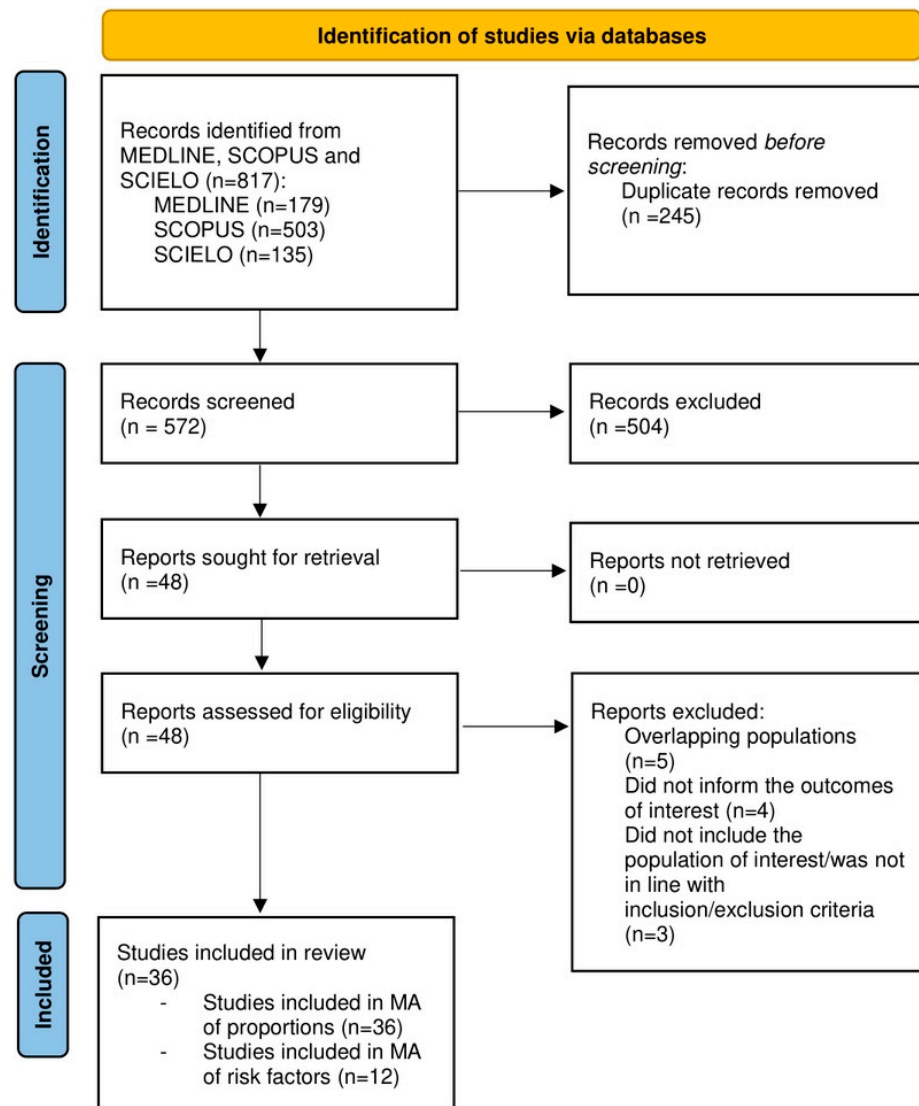 Identification of studies via databases
Identification
Records identified from
MEDLINE, SCOPUS and
SCIELO (n=817):
MEDLINE (n=179)
SCOPUS (n=503)
SCIELO (n=135)
Records removed before
screening:
Duplicate records removed
(n =245)
Screening
Records screened
(n = 572)
Records excluded
(n =504)
Reports sought for retrieval
(n =48)
Reports not retrieved
(n =0)
Reports assessed for eligibility
(n =48)
Reports excluded:
Overlapping populations
(n=5)
Did not inform the outcomes
of interest (n=4)
Did not include the
population of interest/was not
in line with
inclusion/exclusion criteria
(n=3)
Included
Studies included in review
(n=36)
- Studies included in MA
of proportions (n=36)
- Studies included in MA
of risk factors (n=12)